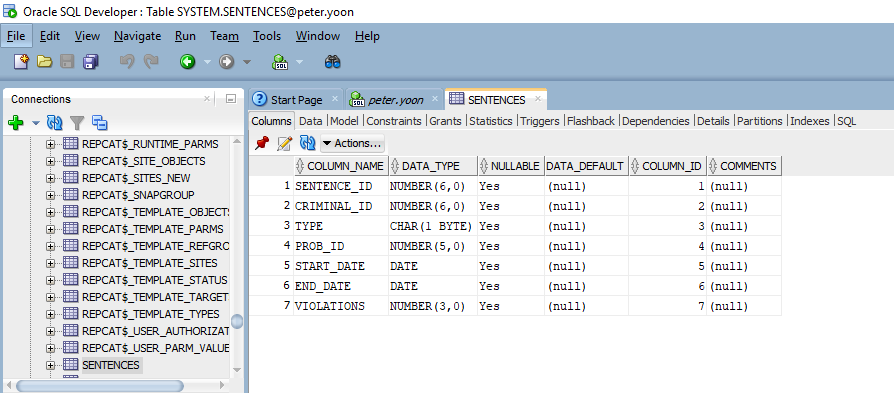 Oracle SQL Developer : Table SYSTEM.SENTENCES@peter.yoon
File Edit View Navigate Run Team Tools Window Help
SQL
Connections
REPCAT$_RUNTIME_PARMS
REPCAT$_SITE_OBJECTS
REPCAT$_SITES_NEW
REPCAT$_SNAPGROUP
REPCAT$_TEMPLATE_OBJECTS
REPCAT$_TEMPLATE_PARMS
REPCAT$_TEMPLATE_REFGRO
REPCAT$_TEMPLATE_SITES
REPCAT$_TEMPLATE_STATUS
REPCAT$_TEMPLATE_TARGET
REPCAT$_TEMPLATE_TYPES
REPCAT$_USER_AUTHORIZAT
REPCAT$_USER_PARM_VALUE
SENTENCES
Start Page peter.yoon SENTENCES
Columns Data Model Constraints Grants Statistics Triggers Flashback Dependencies Details Partitions Indexes SQL
Actions...
COLUMN_NAME DATA_TYPE NULLABLE DATA_DEFAULT COLUMN_ID COMMENTS
1 SENTENCE_ID NUMBER(6,0) Yes (null) 1 (null)
2 CRIMINAL_ID NUMBER(6,0) Yes (null) 2 (null)
3 TYPE CHAR(1 BYTE) Yes (null) 3 (null)
4 PROB_ID NUMBER(5,0) Yes (null) 4 (null)
5 START_DATE DATE Yes (null) 5 (null)
6 END_DATE DATE Yes (null) 6 (null)
7 VIOLATIONS NUMBER(3,0) Yes (null) 7 (null)